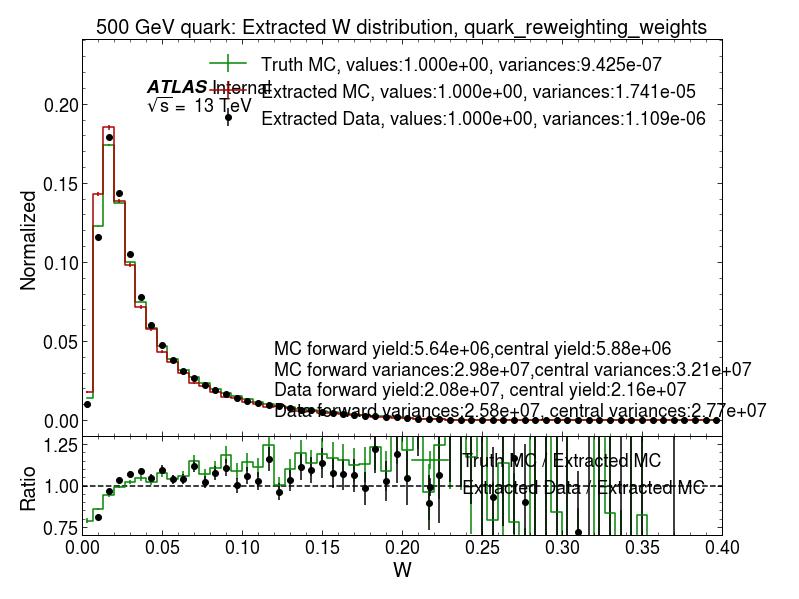 500 GeV quark: Extracted W distribution, quark_reweighting_weights
Truth MC, values:1.000e+00, variances:9.425e-07
ATLAS Internal
Extracted MC, values:1.000e+00, variances:1.741e-05
√s = 13 TeV
Extracted Data, values:1.000e+00, variances:1.109e-06
Normalized
0.20
0.15
0.10
0.05
0.00
MC forward yield:5.64e+06,central yield:5.88e+06
MC forward variances:2.98e+07,central variances:3.21e+07
Data forward yield:2.08e+07, central yield:2.16e+07
Data forward variances:2.58e+07, central variances:2.77e+07
Ratio
1.25
1.00
0.75
Truth MC / Extracted MC
Extracted Data / Extracted MC
0.00 0.05 0.10 0.15 0.20 0.25 0.30 0.35 0.40
W